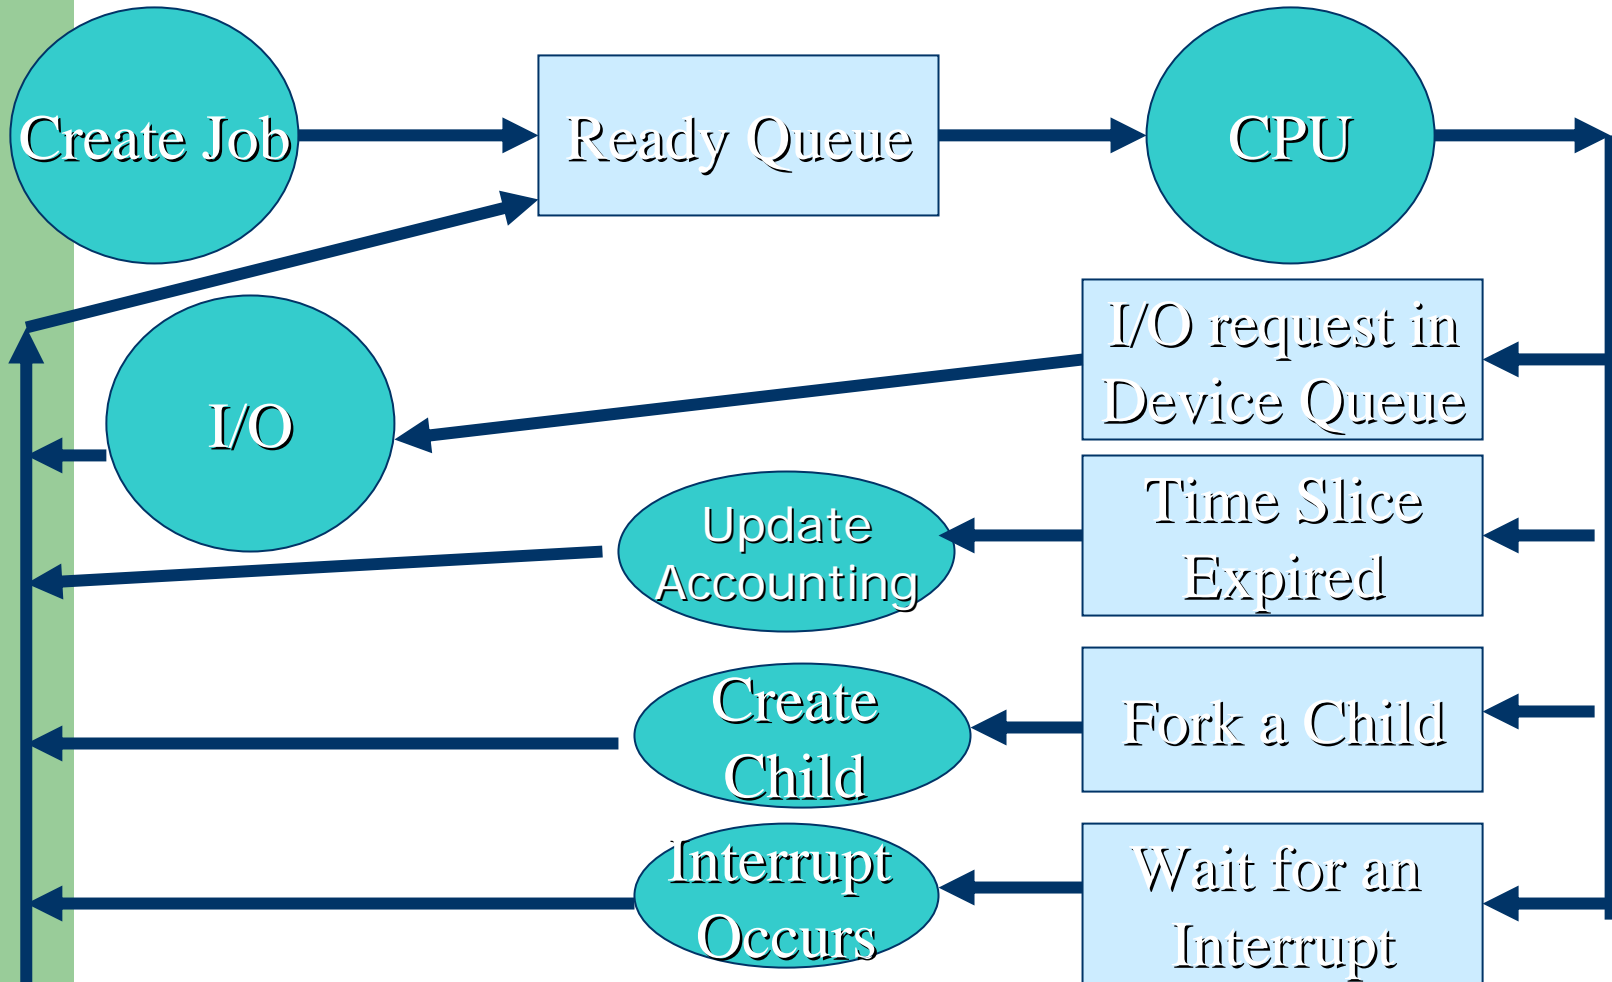 Create Job
Ready Queue
CPU
I/O request in
Device Queue
I/O
Time Slice
Expired
Update
Accounting
Fork a Child
Create
Child
Wait for an
Interrupt
Interrupt
Occurs